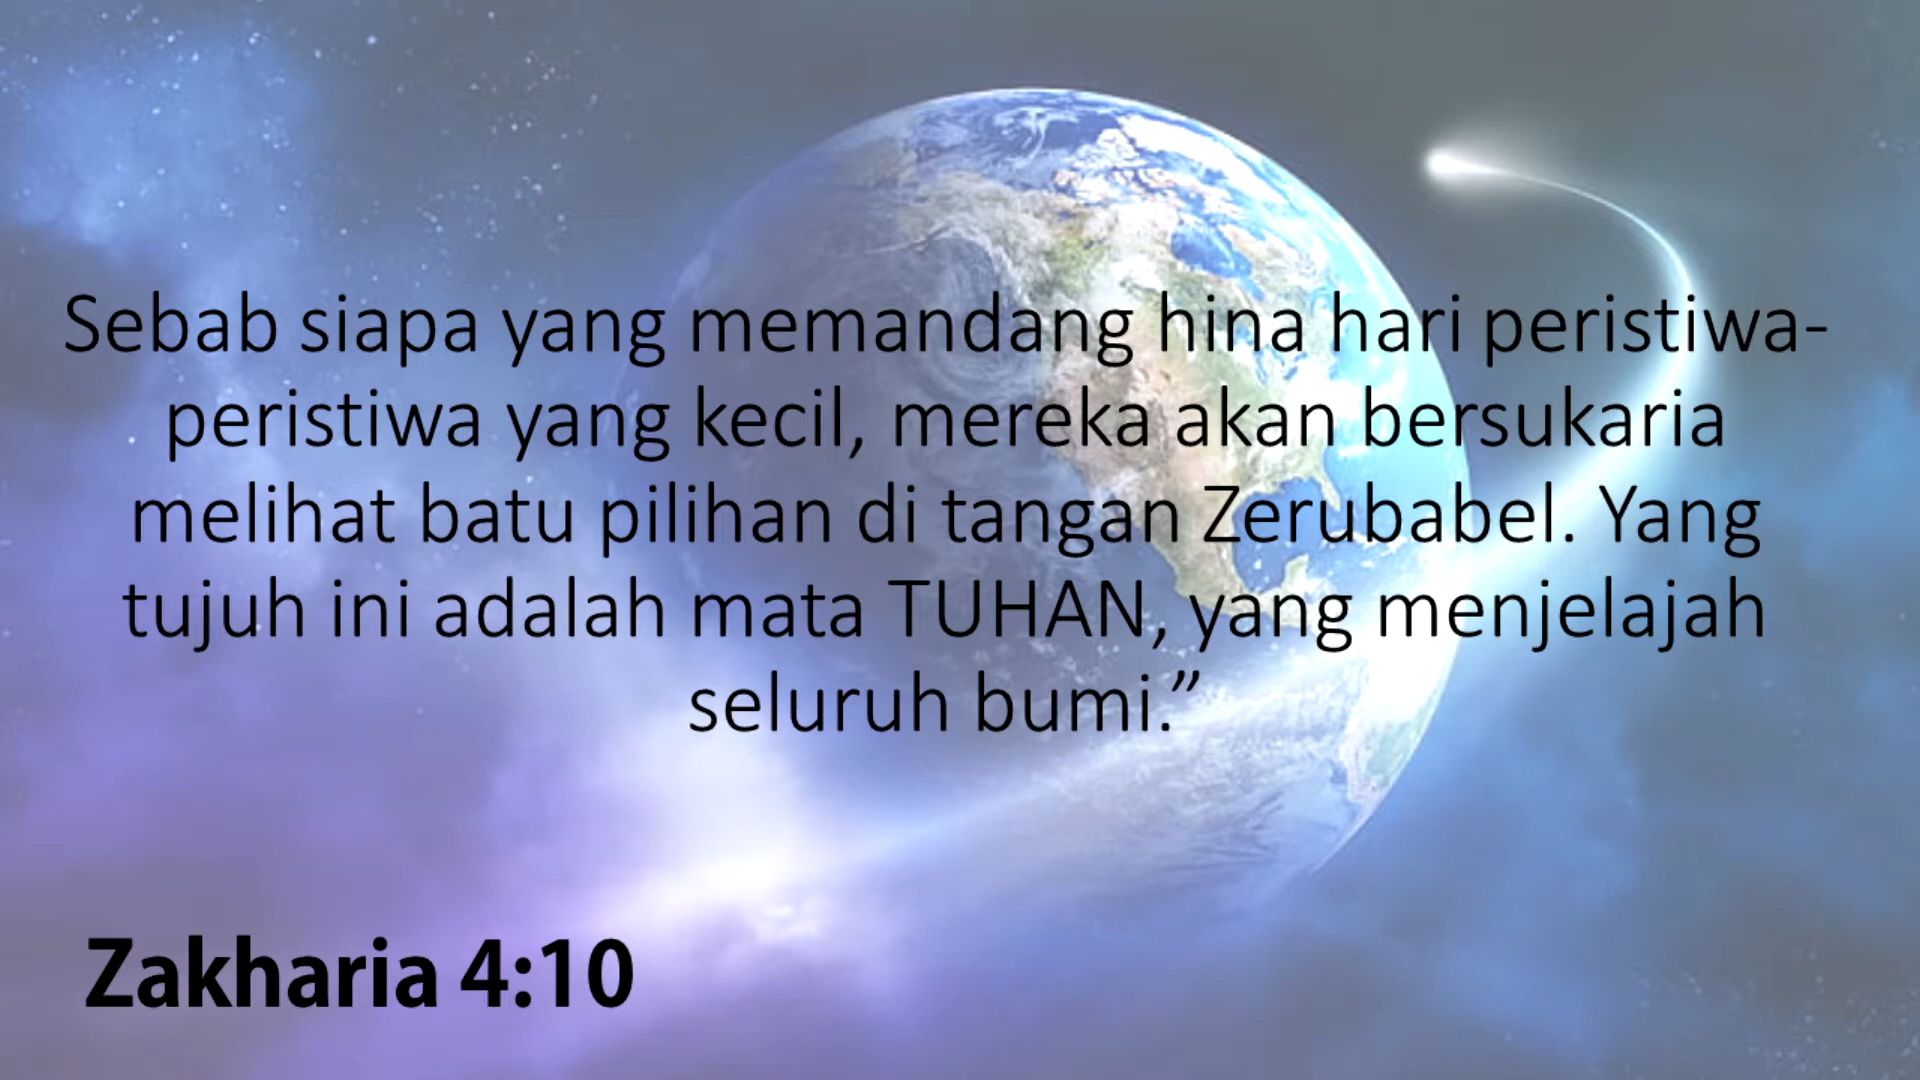 Sebab siapa yang memandang hina hari peristiwa-
peristiwa yang kecil, mereka akan bersukaria
melihat batu pilihan di tangan Zerubabel. Yang
tujuh ini adalah mata TUHAN, yang menjelajah
seluruh bumi.”
Zakharia 4:10